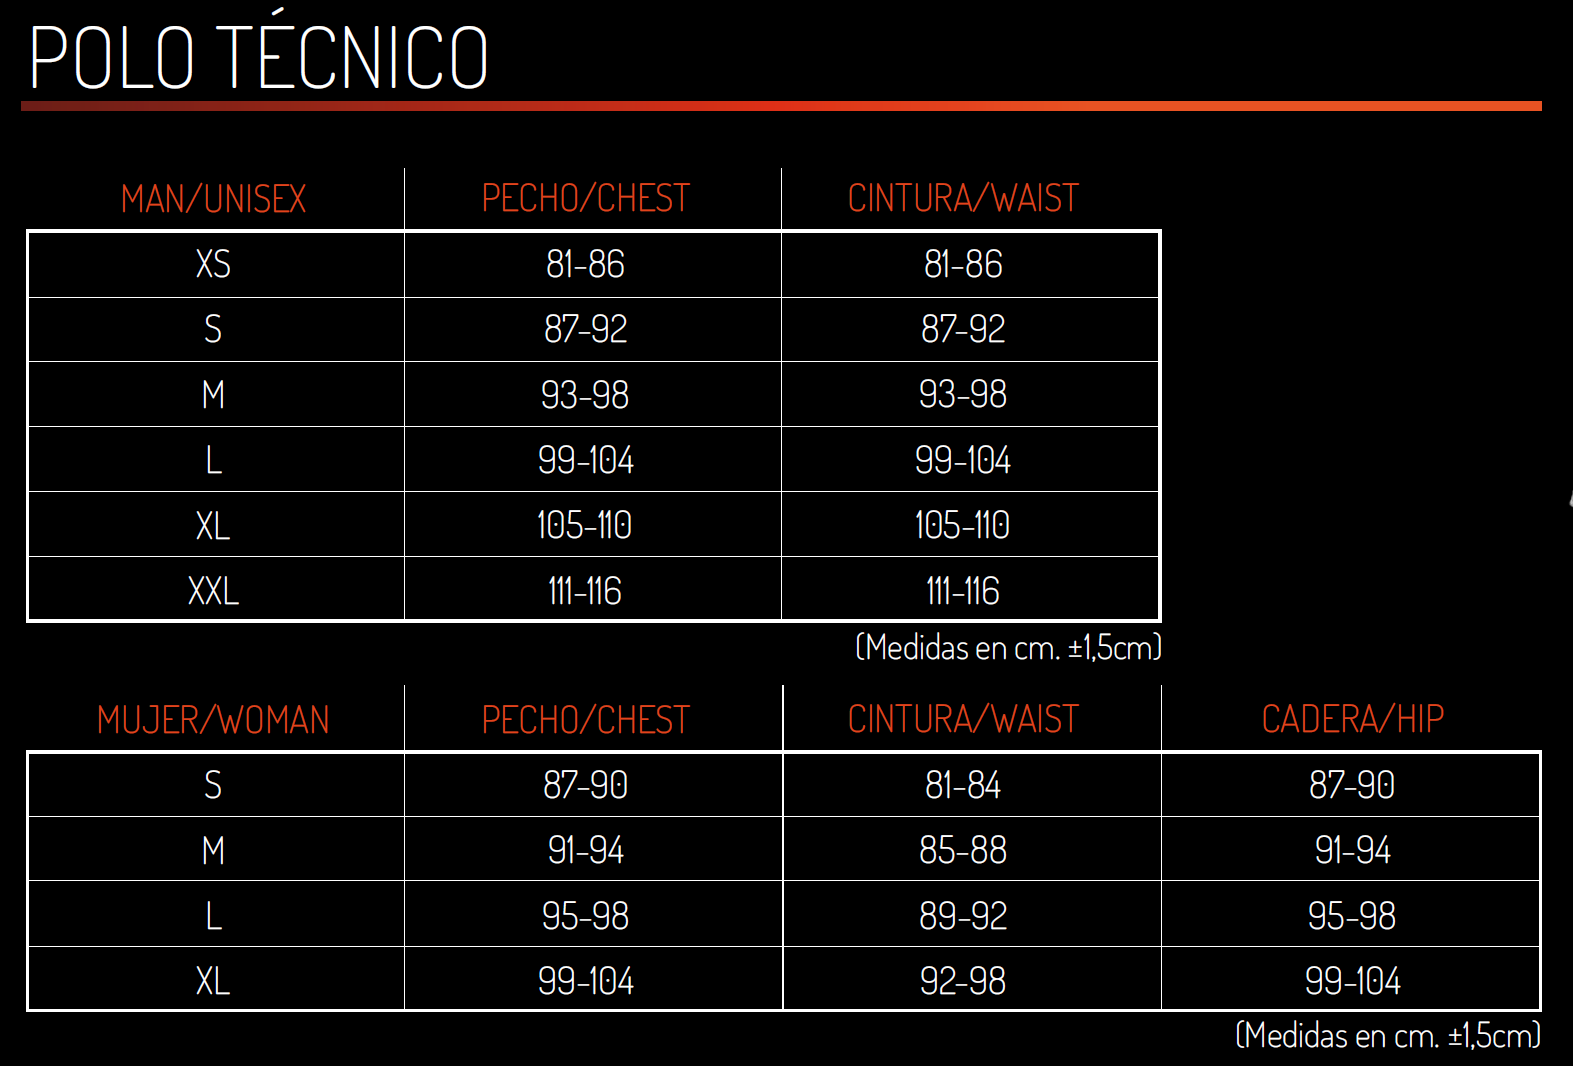 POLO TÉCNICO
MAN/UNISEX PECHO/CHEST CINTURA/WAIST
XS 81-86 81-86
S 87-92 87-92
M 93-98 93-98
L 99-104 99-104
XL 105-110 105-110
XXL 111-116 111-116
(Medidas en cm. ±1,5cm)
MUJER/WOMAN PECHO/CHEST CINTURA/WAIST CADERA/HIP
S 87-90 81-84 87-90
M 91-94 85-88 91-94
L 95-98 89-92 95-98
XL 99-104 92-98 99-104
(Medidas en cm. ±1,5cm)